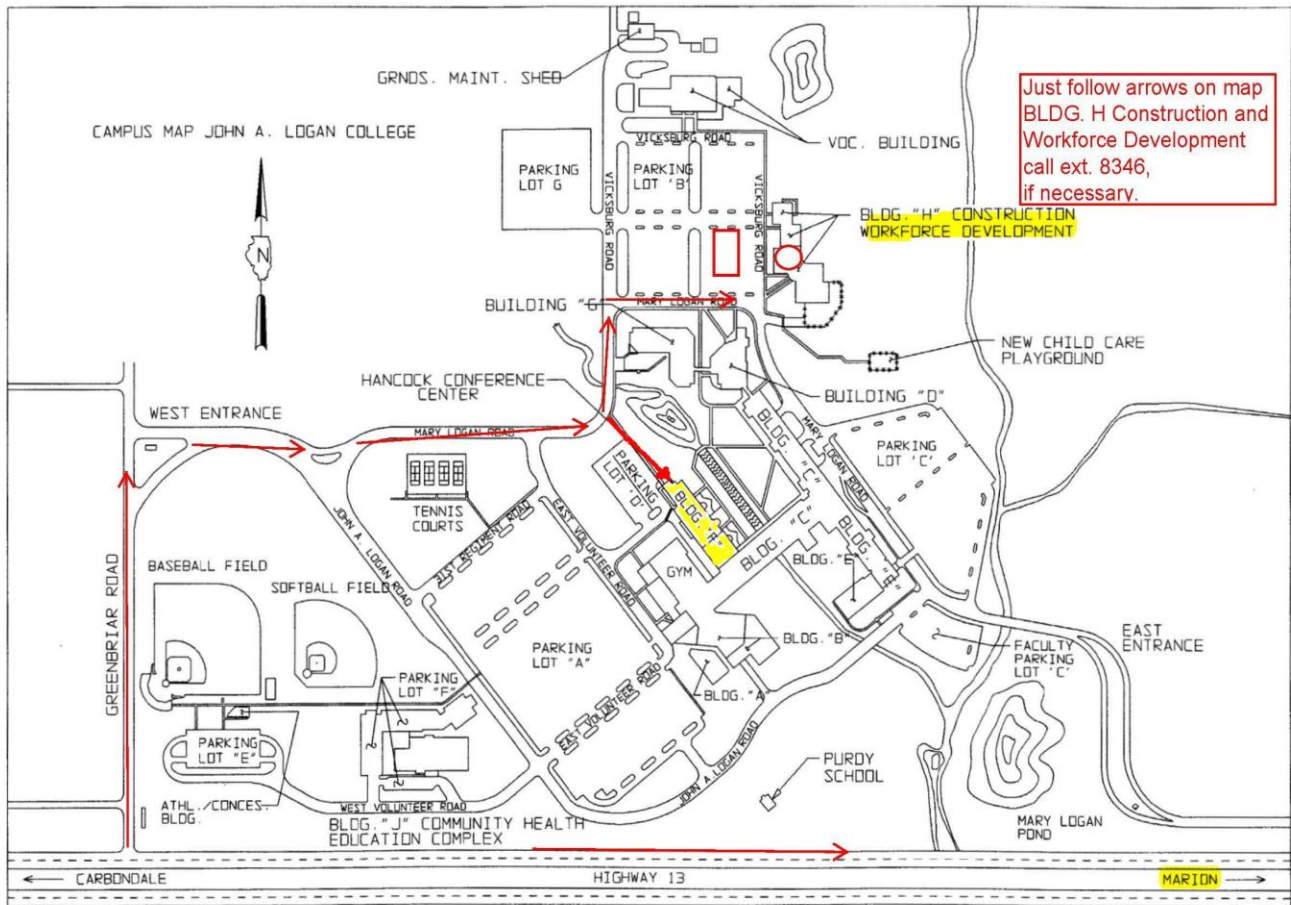 GRNDS. MAINT. SHED
CAMPUS MAP JOHN A. LOGAN COLLEGE
N
Just follow arrows on map
BLDG. H Construction and
Workforce Development
call ext. 8346,
if necessary.
VICKSBURG ROAD
VOC. BUILDING
PARKING
LOT G
VICKSBURG ROAD
PARKING
LOT 'B'
VICKSBURG ROAD
BLDG."H" CONSTRUCTION
WORKFORCE DEVELOPMENT
BUILDING "G"
MARY LOGAN ROAD
NEW CHILD CARE
PLAYGROUND
HANCOCK CONFERENCE
CENTER
BUILDING "D"
WEST ENTRANCE
MARY LOGAN ROAD
BLDG. "C"
MARY LOGAN ROAD
PARKING
LOT 'C'
PARKING
LOT 'D'
TENNIS
COURTS
31ST REGIMENT ROAD
EAST VOLUNTEER ROAD
JOHN A. LOGAN ROAD
BLDG.
BLDG. "C"
BLDG.
GYM
BLDG."E"
GREENBRIAR ROAD
BASEBALL FIELD
SOFTBALL FIELD
PARKING
LOT "A"
BLDG."B"
BLDG."A"
FACULTY
PARKING
LOT 'C'
EAST
ENTRANCE
PARKING
LOT "F"
EAST VOLUNTEER ROAD
PARKING
LOT "E"
JOHN A.LOGAN ROAD
PURDY
SCHOOL
ATHL./CONCES.
BLDG.
WEST VOLUNTEER ROAD
BLDG."J" COMMUNITY HEALTH
EDUCATION COMPLEX
MARY LOGAN
POND
CARBONDALE
HIGHWAY 13
MARION